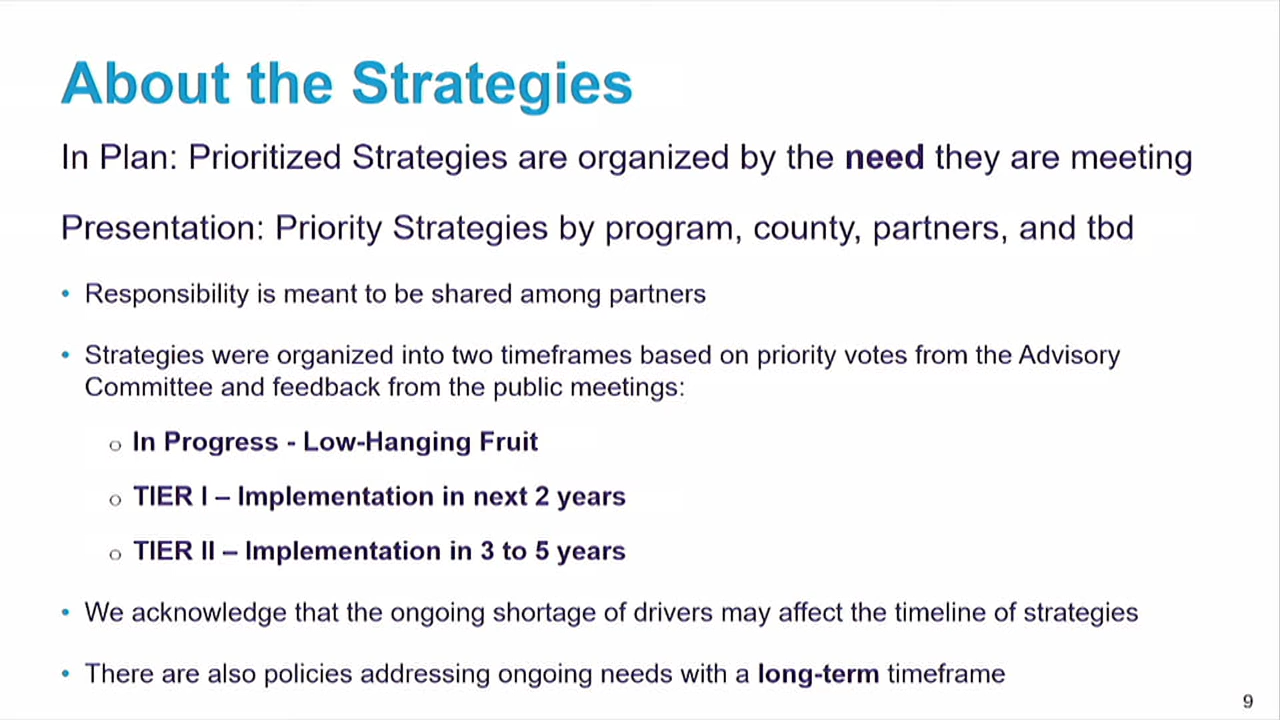 About the Strategies
In Plan: Prioritized Strategies are organized by the need they are meeting
Presentation: Priority Strategies by program, county, partners, and tbd
• Responsibility is meant to be shared among partners
• Strategies were organized into two timeframes based on priority votes from the Advisory
Committee and feedback from the public meetings:
o In Progress - Low-Hanging Fruit
o TIER I – Implementation in next 2 years
o TIER II – Implementation in 3 to 5 years
• We acknowledge that the ongoing shortage of drivers may affect the timeline of strategies
• There are also policies addressing ongoing needs with a long-term timeframe
9